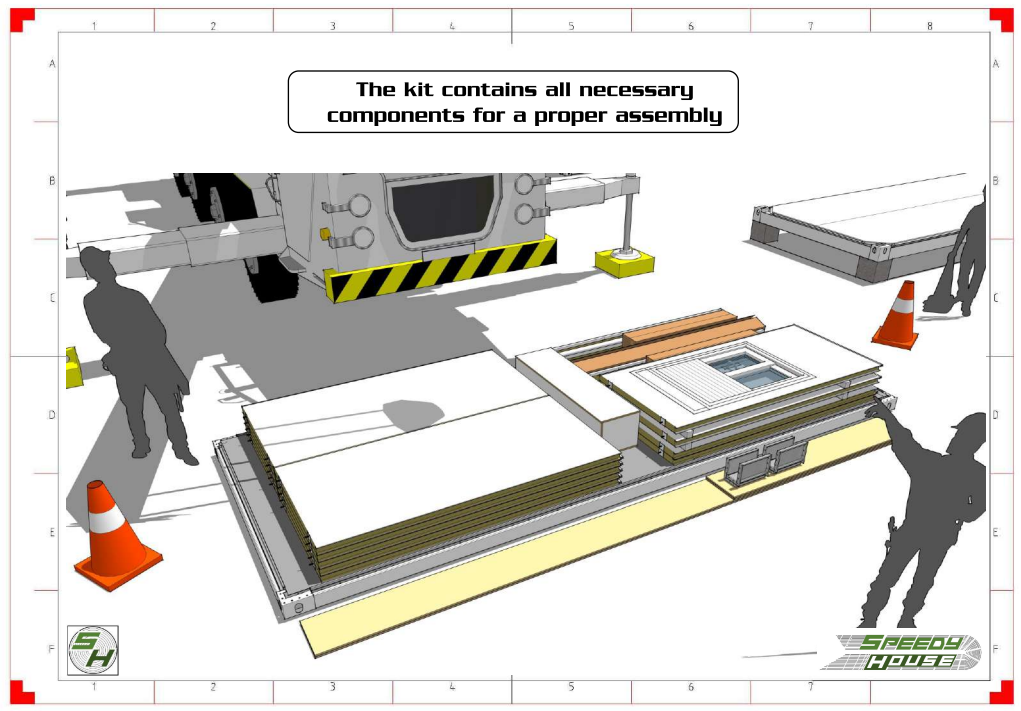 1 2 3 4 5 6 7 8
A A
The kit contains all necessary
components for a proper assembly
B B
C C
D D
E E
F F
SH
SPEEDY
HOUSE
1 2 3 4 5 6 7